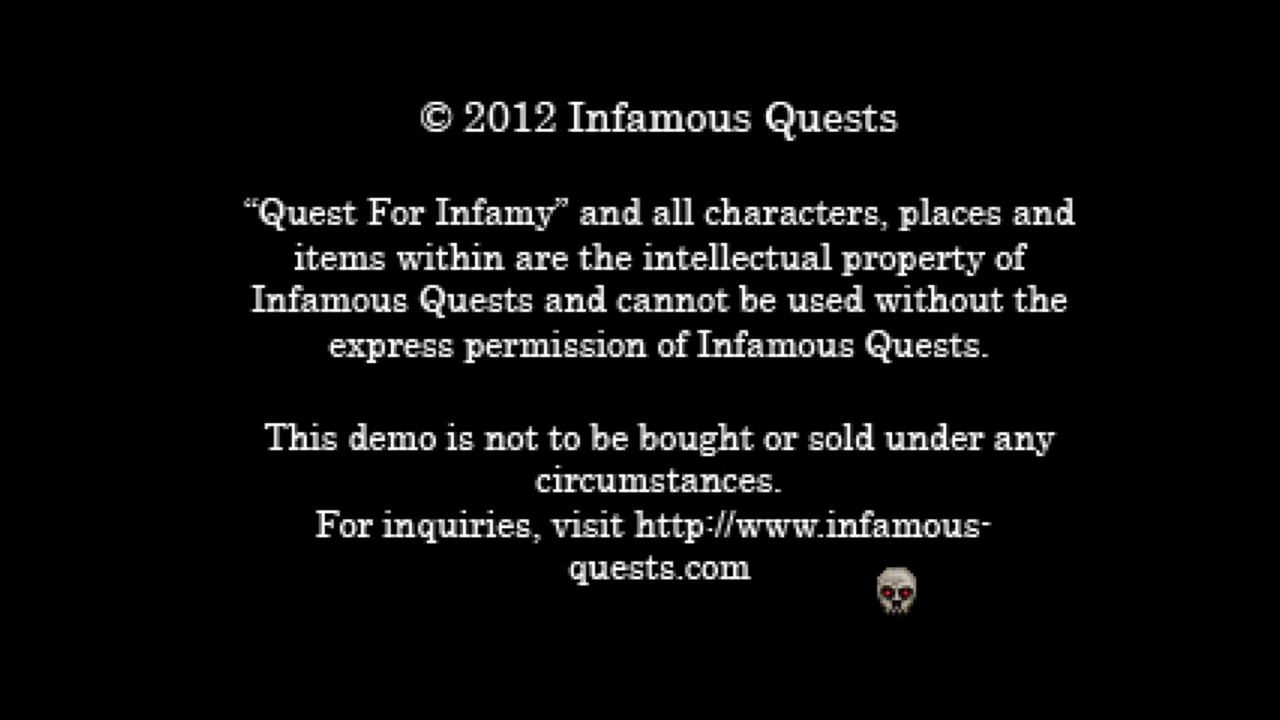 © 2012 Infamous Quests
“Quest For Infamy” and all characters, places and
items within are the intellectual property of
Infamous Quests and cannot be used without the
express permission of Infamous Quests.
This demo is not to be bought or sold under any
circumstances.
For inquiries, visit http://www.infamous-
quests.com